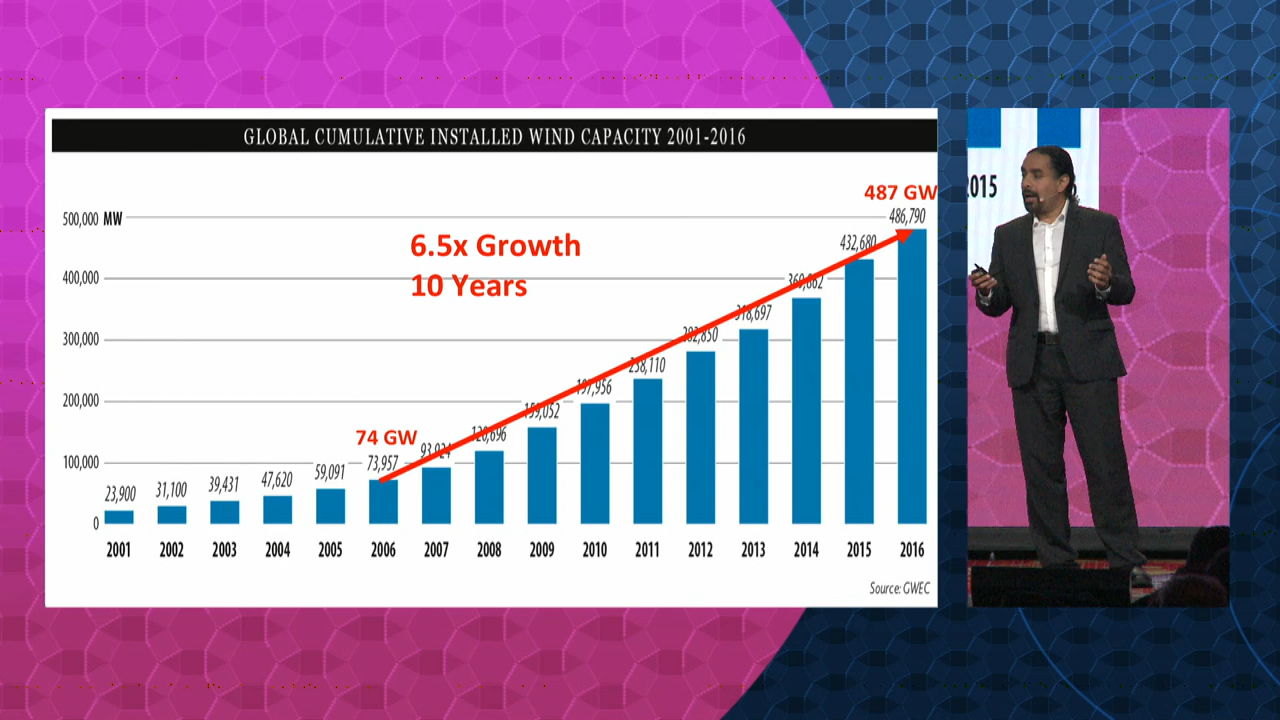 GLOBAL CUMULATIVE INSTALLED WIND CAPACITY 2001-2016
487 GW
486,790
500,000 MW
6.5x Growth
10 Years
432,680
400,000
318,697
300,000
282,850
258,110
200,000
197,956
159,052
74 GW
120,696
100,000
73,957
59,091
47,620
39,431
31,100
23,900
0
2001 2002 2003 2004 2005 2006 2007 2008 2009 2010 2011 2012 2013 2014 2015 2016
Source: GWEC
2015